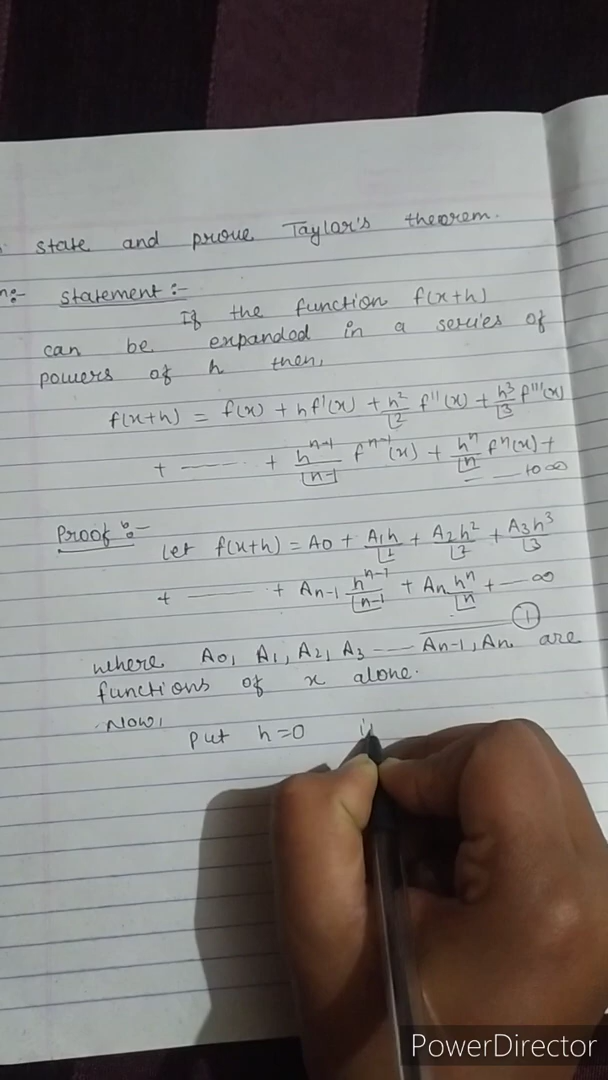 state and prove Taylor's theorem.
Statement :-
If the function f(x+h)
can be expanded in a series of
powers of h then,
f(x+h) = f(x) + hf'(x) + h²/⌊2 f''(x) + h³/⌊3 f'''(x)
+ ------ + hⁿ⁻¹/⌊n-1 fⁿ⁻¹(x) + hⁿ/⌊n fⁿ(x) +
-- -- to ∞
Proof :-
Let f(x+h) = A0 + A1h/⌊1 + A2h²/⌊2 + A3h³/⌊3
+ ------ + An-1 hⁿ⁻¹/⌊n-1 + An hⁿ/⌊n + -- ∞
①
where A0, A1, A2, A3 ---- An-1, An are
functions of x alone.
Now,
Put h=0 i
PowerDirector